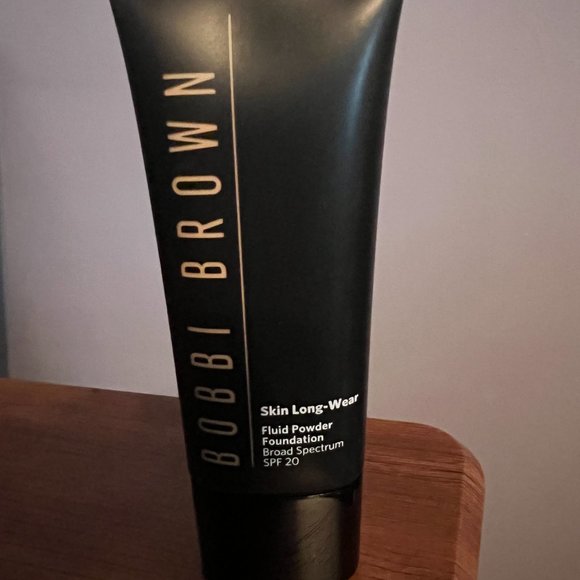 BOBBI BROWN
Skin Long-Wear
Fluid Powder
Foundation
Broad Spectrum
SPF 20